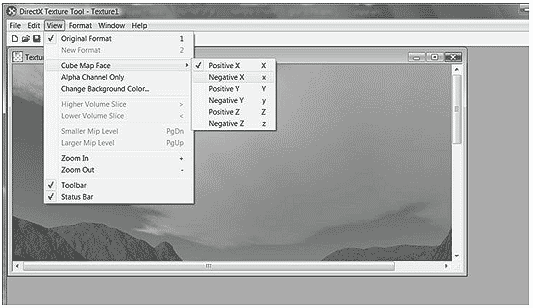 DirectX Texture Tool - Texture1
File Edit View Format Window Help
Original Format 1
New Format 2
Cube Map Face
Alpha Channel Only
Change Background Color...
Higher Volume Slice >
Lower Volume Slice <
Smaller Mip Level PgDn
Larger Mip Level PgUp
Zoom In +
Zoom Out -
Toolbar
Status Bar
Positive X X
Negative X x
Positive Y Y
Negative Y y
Positive Z Z
Negative Z z